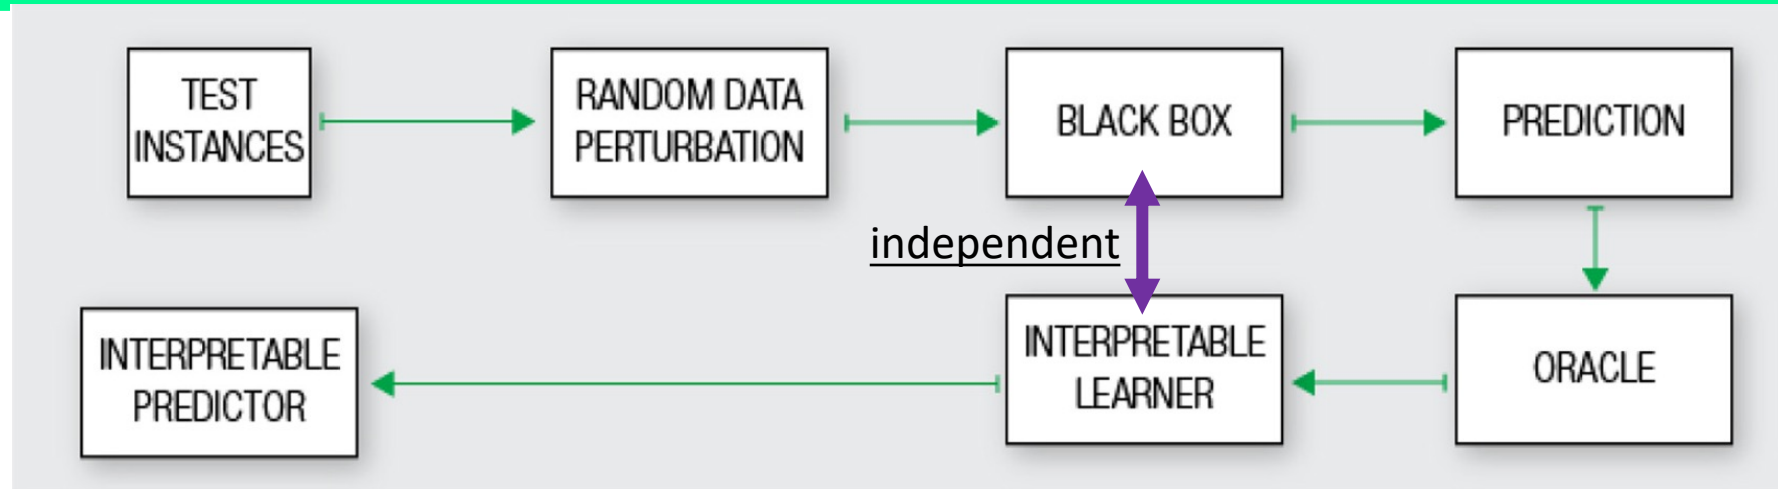 TEST
INSTANCES
RANDOM DATA
PERTURBATION
BLACK BOX
PREDICTION
independent
INTERPRETABLE
PREDICTOR
INTERPRETABLE
LEARNER
ORACLE